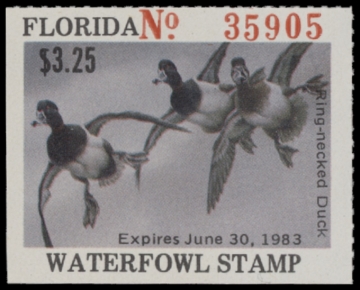 FLORIDA No 35905
$3.25
Ring-necked Duck
Expires June 30, 1983
WATERFOWL STAMP